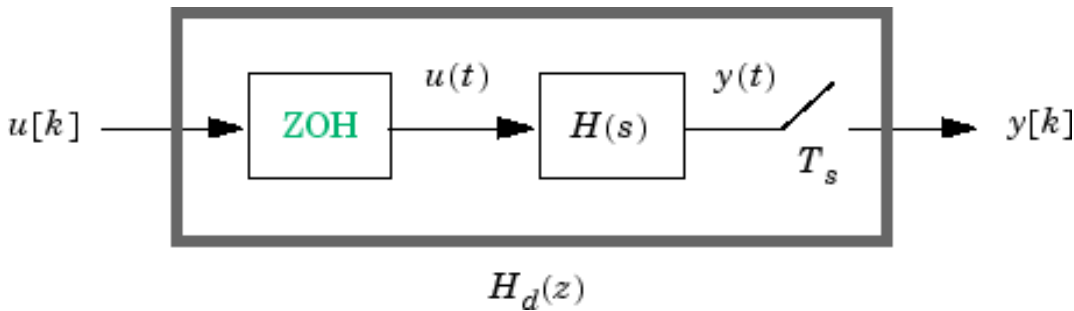 u(t) y(t)
u[k] ZOH H(s) y[k]
T_s
H_d(z)